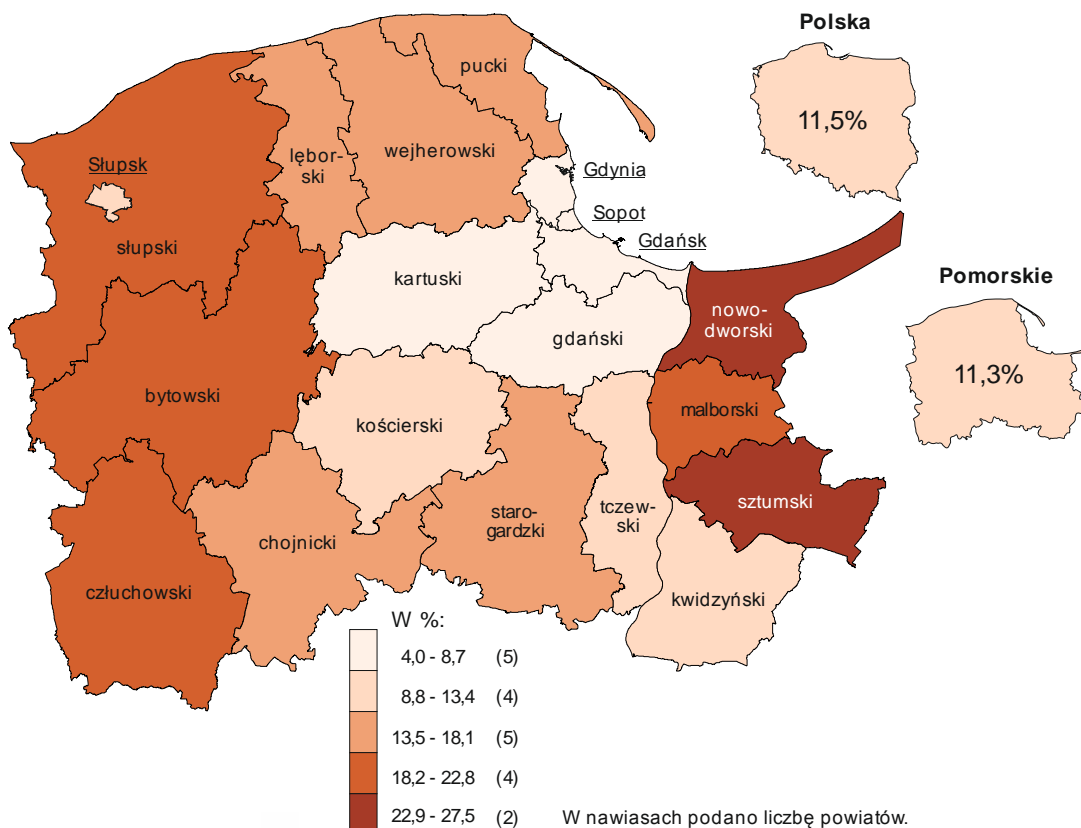 Polska
11,5%
pucki
wejherowski
lębor-
ski
Gdynia
Słupsk
Sopot
słupski
Gdańsk
kartuski
Pomorskie
11,3%
nowo-
dworski
gdański
bytowski
malborski
kościerski
sztumski
staro-
gardzki
tczew-
ski
chojnicki
człuchowski
kwidzyński
W %:
4,0 - 8,7 (5)
8,8 - 13,4 (4)
13,5 - 18,1 (5)
18,2 - 22,8 (4)
22,9 - 27,5 (2)
W nawiasach podano liczbę powiatów.